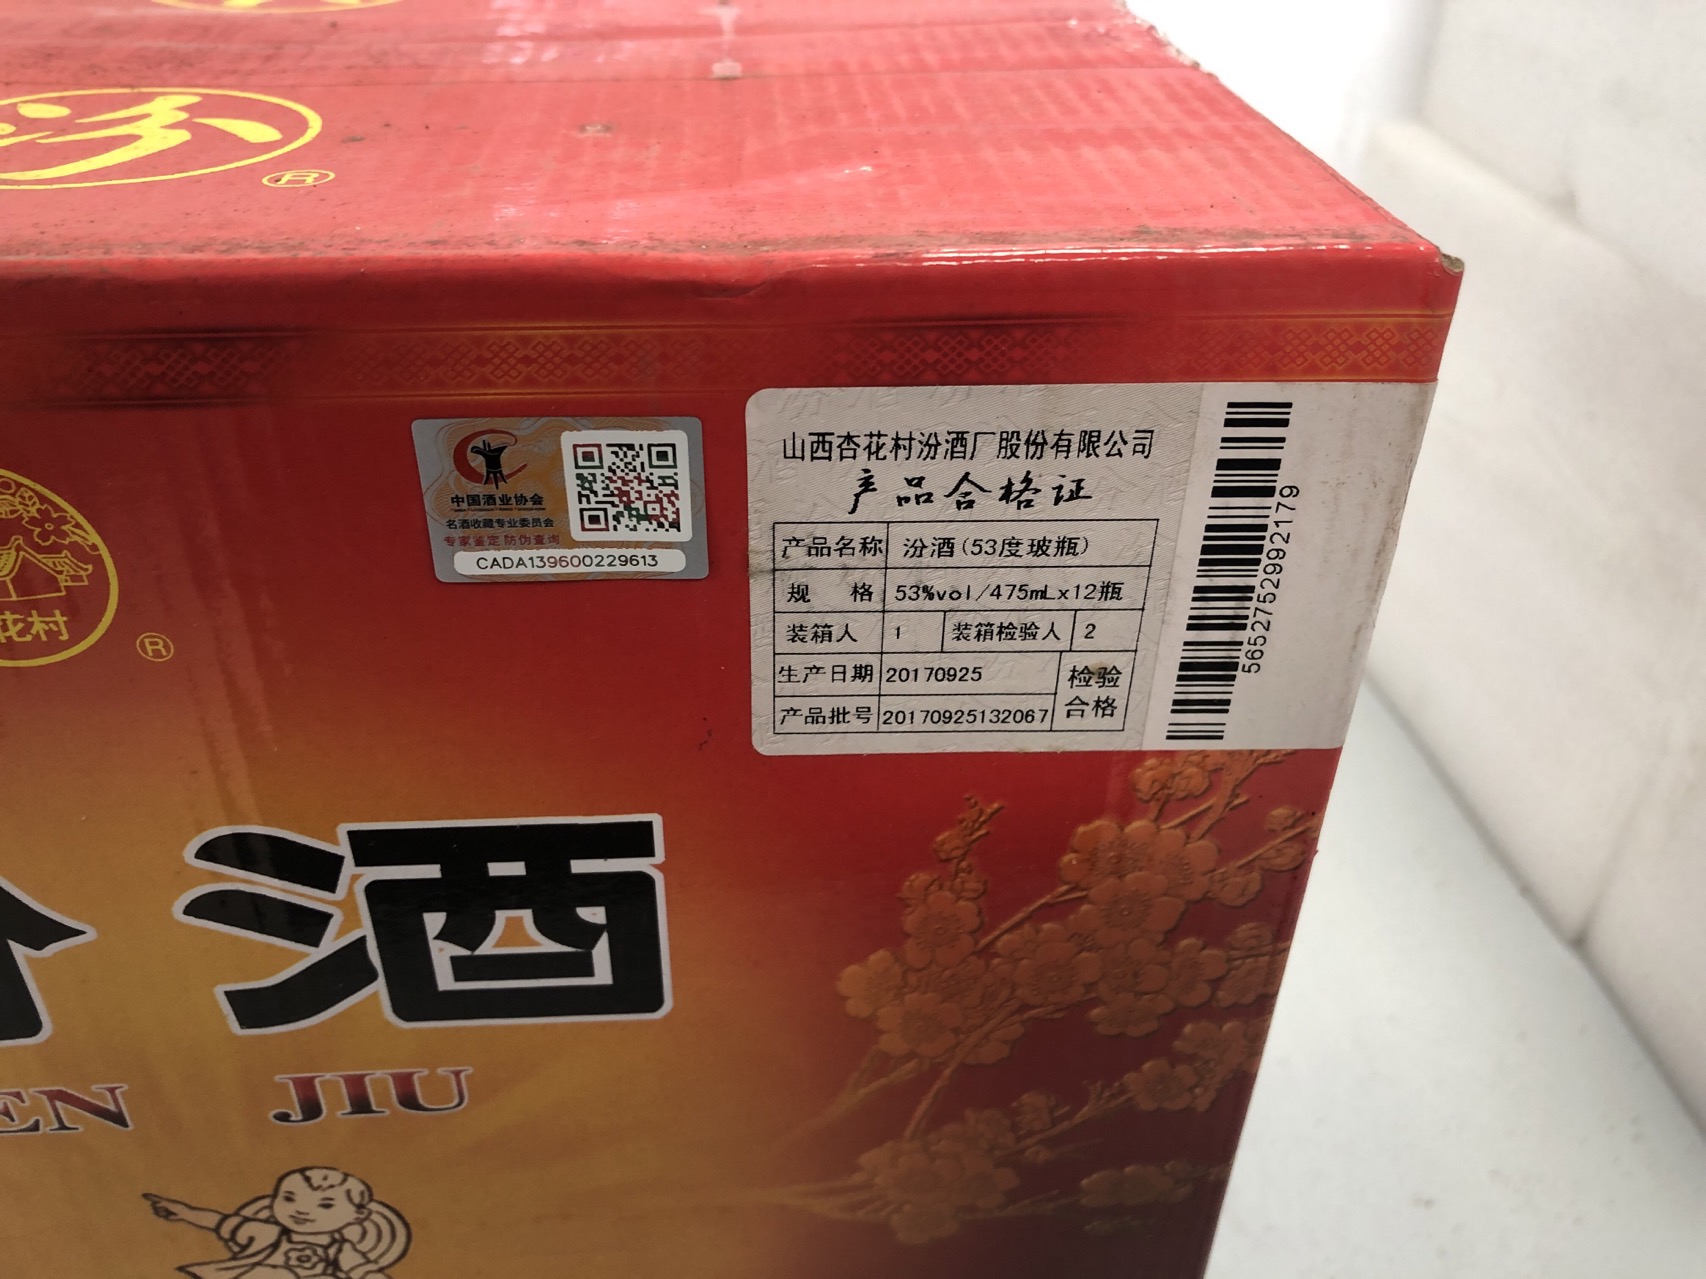 汾
®
中国酒业协会
名酒收藏专业委员会
专家鉴定 防伪查询
CADA139600229613
山西杏花村汾酒厂股份有限公司
产品合格证
产品名称 汾酒(53度玻瓶)
规 格 53%vol/475mLx12瓶
装箱人 1 装箱检验人 2
生产日期 20170925 检验
产品批号 20170925132067 合格
5652752992179
花村
®
酒
EN JIU